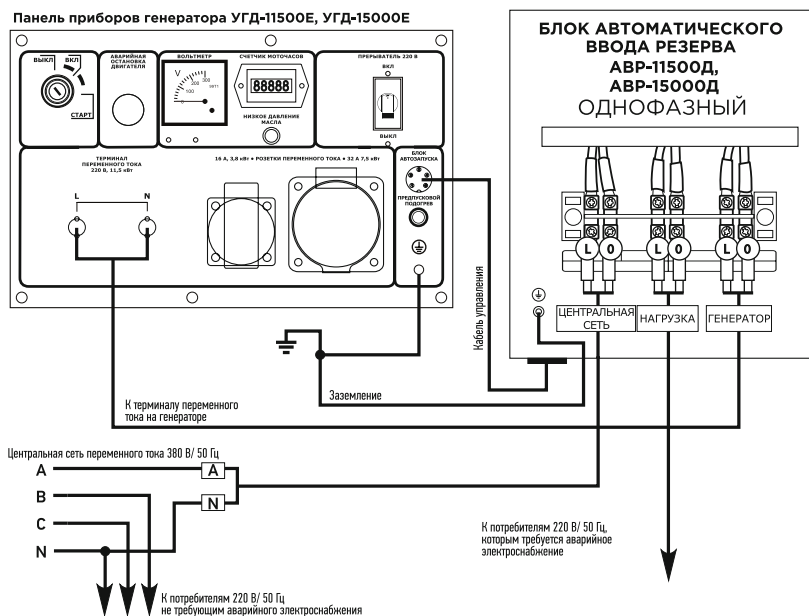 Панель приборов генератора УГД-11500Е, УГД-15000Е
ВЫКЛ
ВКЛ
СТАРТ
АВАРИЙНАЯ
ОСТАНОВКА
ДВИГАТЕЛЯ
ВОЛЬТМЕТР
V
0
100
200
300
99Т1
СЧЕТЧИК МОТОЧАСОВ
88888
НИЗКОЕ ДАВЛЕНИЕ
МАСЛА
ПРЕРЫВАТЕЛЬ 220 В
ВКЛ
ВЫКЛ
ТЕРМИНАЛ
ПЕРЕМЕННОГО ТОКА
220 В, 11,5 кВт
L
N
16 А, 3,8 кВт • РОЗЕТКИ ПЕРЕМЕННОГО ТОКА • 32 А 7,5 кВт
БЛОК
АВТОЗАПУСКА
ПРЕДПУСКОВОЙ
ПОДОГРЕВ
БЛОК АВТОМАТИЧЕСКОГО
ВВОДА РЕЗЕРВА
АВР-11500Д,
АВР-15000Д
ОДНОФАЗНЫЙ
L
O
L
O
L
O
ЦЕНТРАЛЬНАЯ
СЕТЬ
НАГРУЗКА
ГЕНЕРАТОР
Кабель управления
Заземление
К терминалу переменного
тока на генераторе
Центральная сеть переменного тока 380 В/ 50 Гц
A
A
B
N
C
N
К потребителям 220 В/ 50 Гц,
которым требуется аварийное
электроснабжение
К потребителям 220 В/ 50 Гц
не требующим аварийного электроснабжения